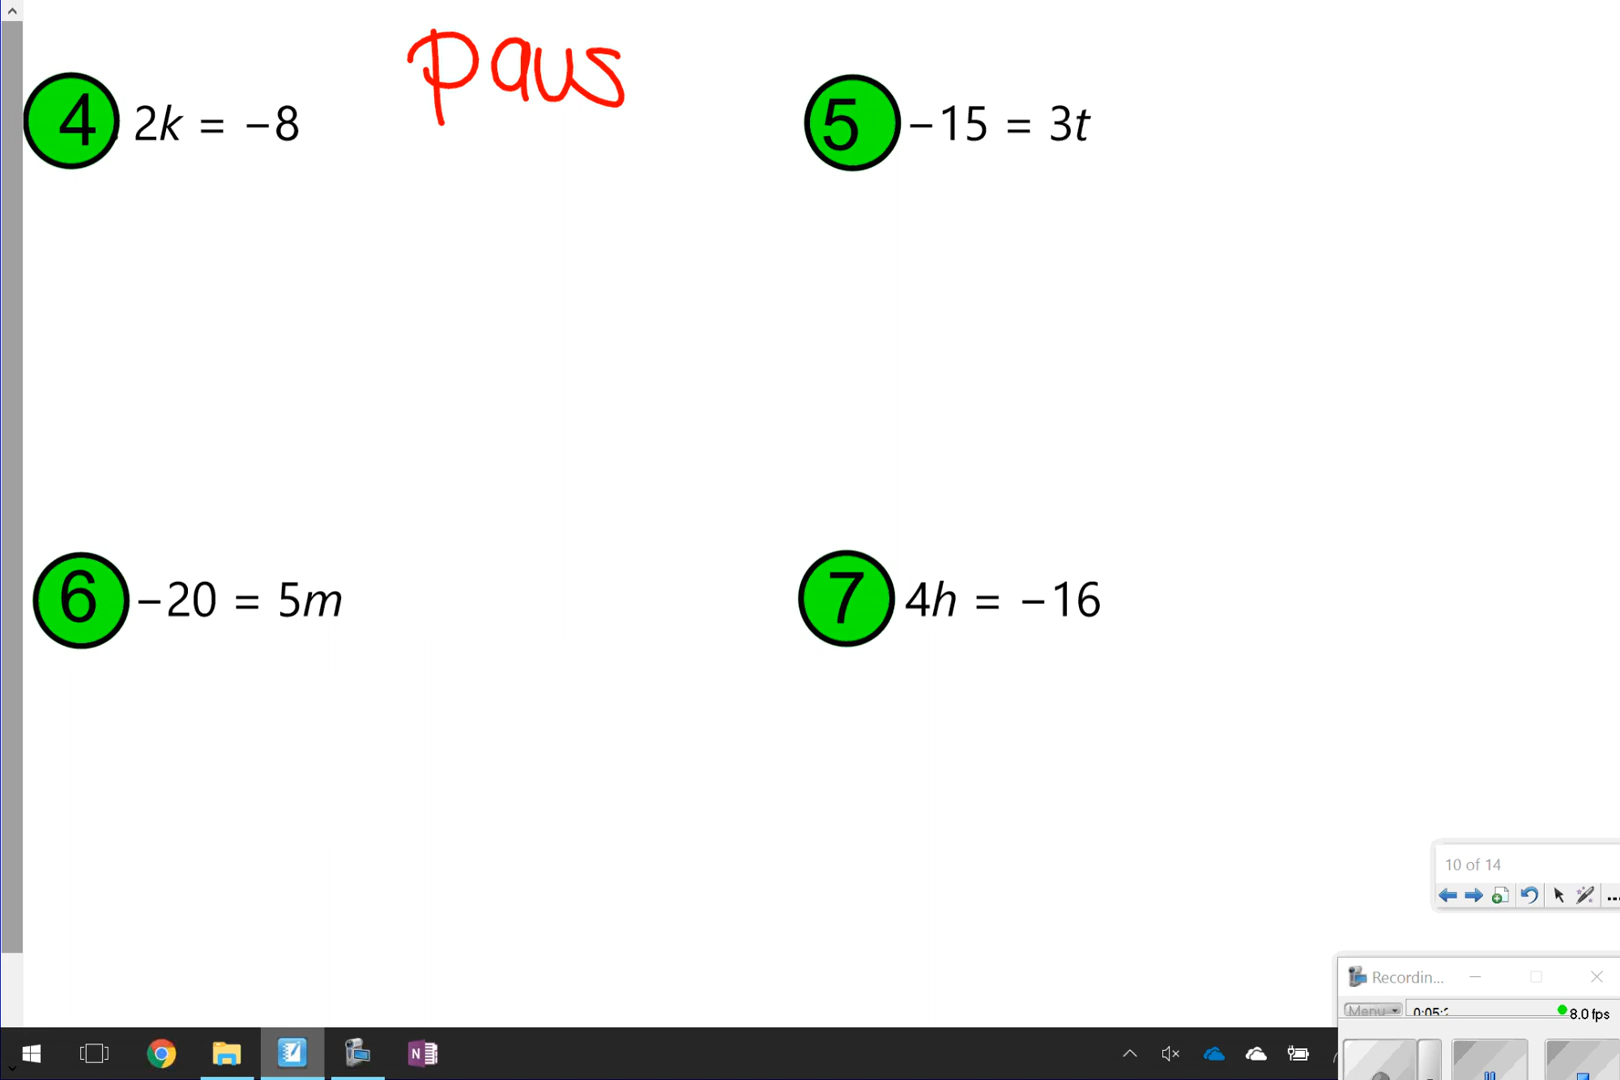 paus
4 2k = −8
5 −15 = 3t
6 −20 = 5m
7 4h = −16
10 of 14
Recordin...
Menu
8.0 fps
N